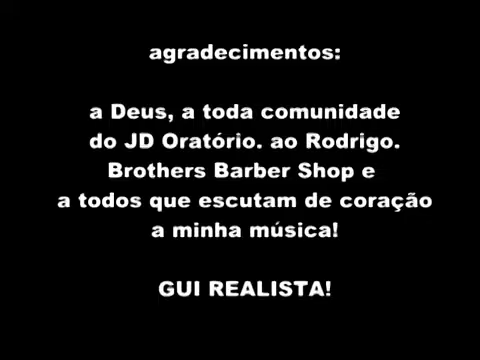 agradecimentos:
a Deus, a toda comunidade
do JD Oratório. ao Rodrigo.
Brothers Barber Shop e
a todos que escutam de coração
a minha música!
GUI REALISTA!